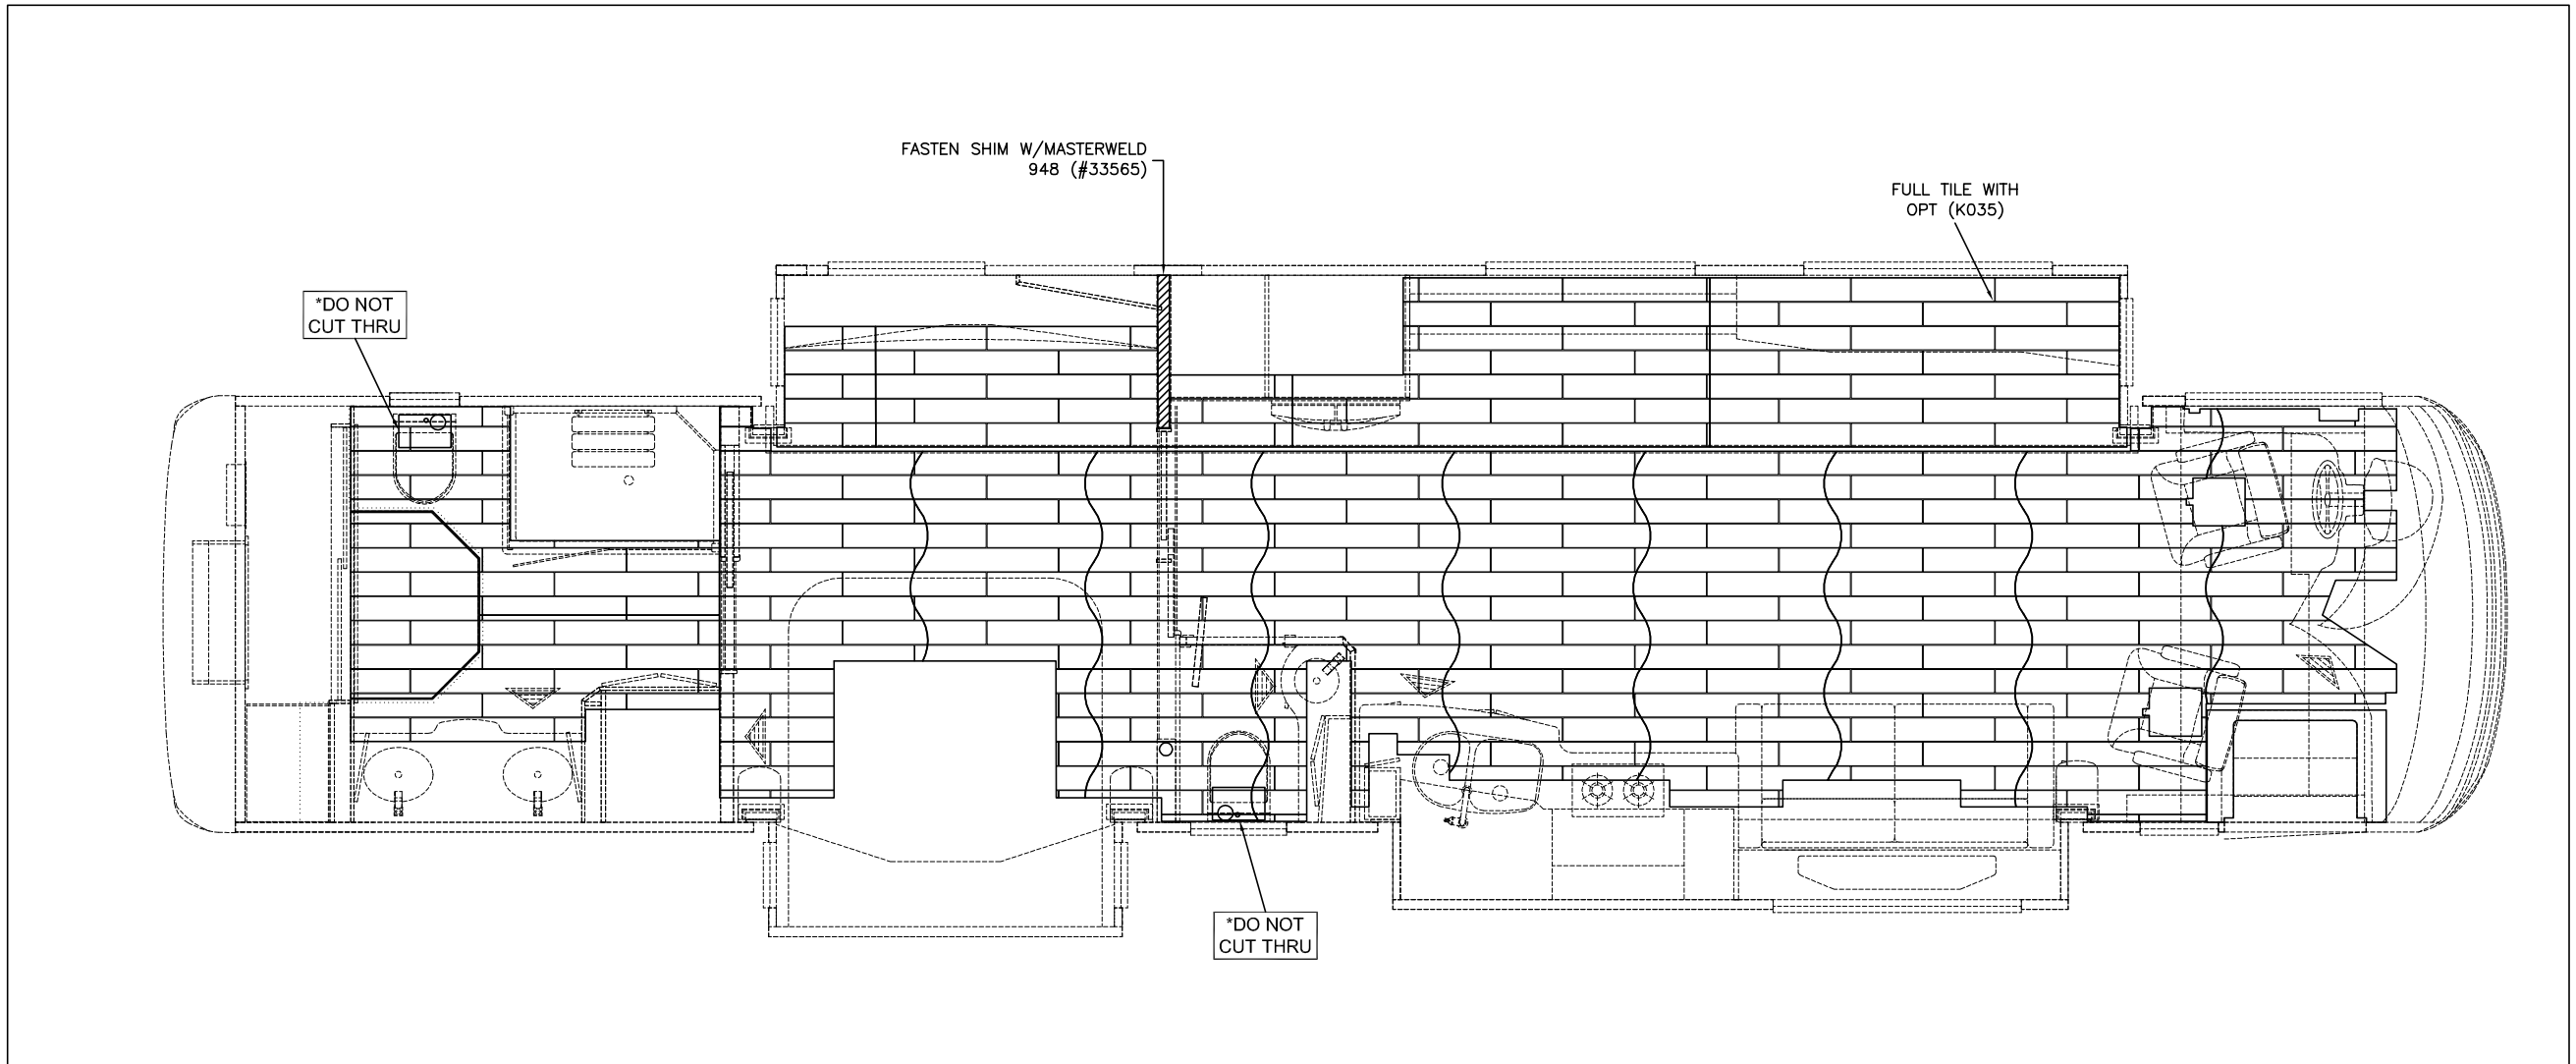 FASTEN SHIM W/MASTERWELD
948 (#33565)
FULL TILE WITH
OPT (K035)
*DO NOT
CUT THRU
*DO NOT
CUT THRU